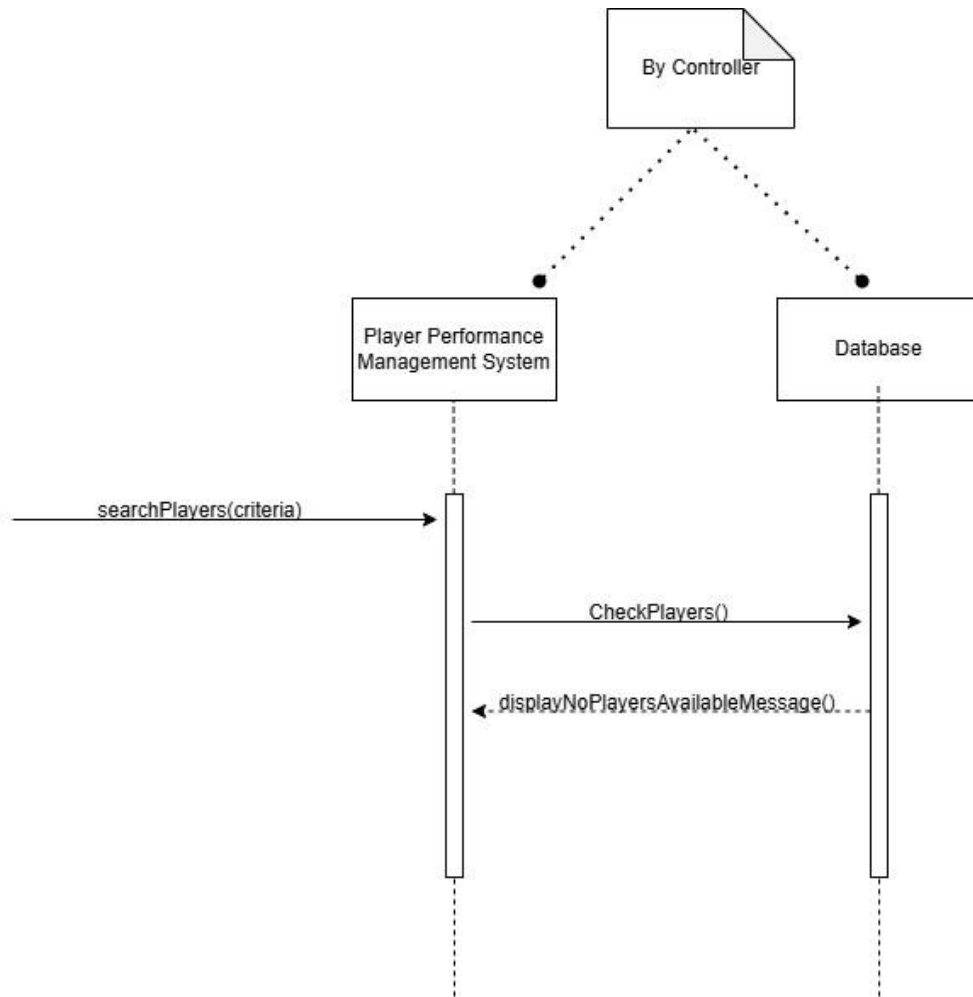 By Controller
Player Performance
Management System
Database
searchPlayers(criteria)
CheckPlayers()
displayNoPlayersAvailableMessage()